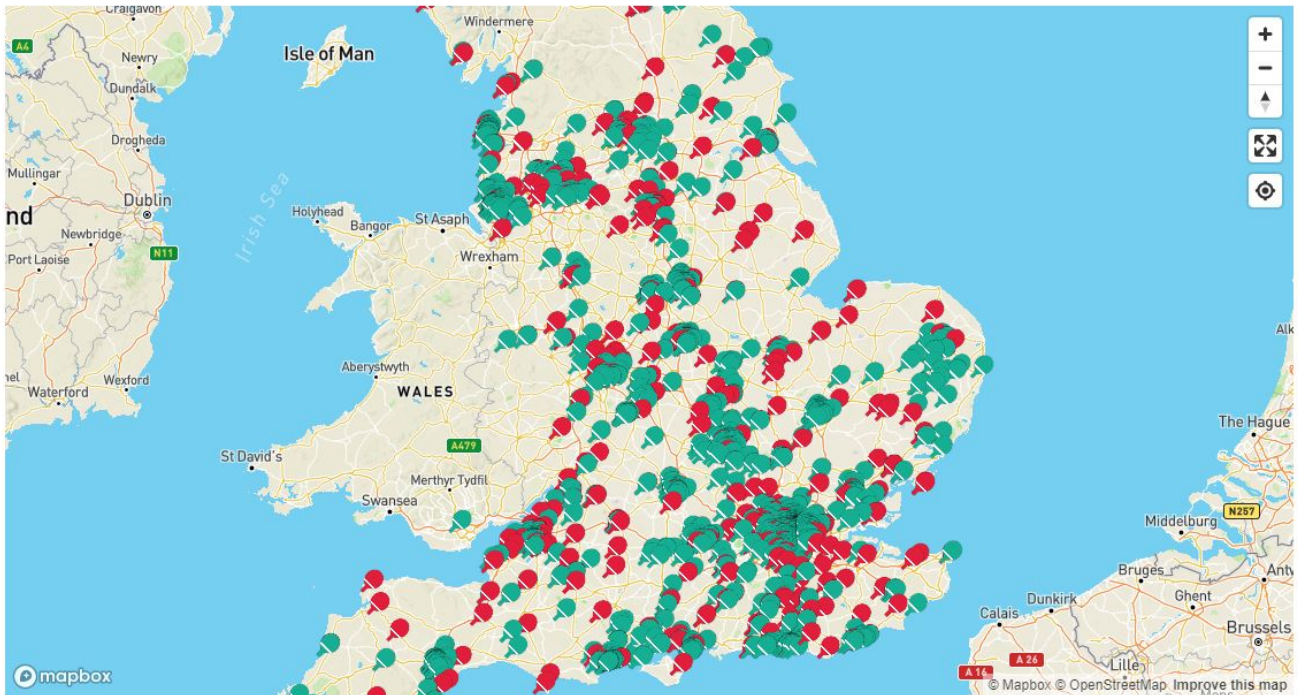 Craigavon
A4
Newry
Dundalk
Drogheda
Mullingar
Dublin
nd
Newbridge
Port Laoise
N11
Waterford
Wexford
Irish Sea
Isle of Man
Windermere
Holyhead
Bangor
St Asaph
Wrexham
Aberystwyth
WALES
A479
St David's
Merthyr Tydfil
Swansea
+
−
Alk
The Hague
N257
Middelburg
Bruges
Antw
Ghent
Dunkirk
Calais
Brussels
A 16
A 26
Lille
mapbox
© Mapbox © OpenStreetMap Improve this map